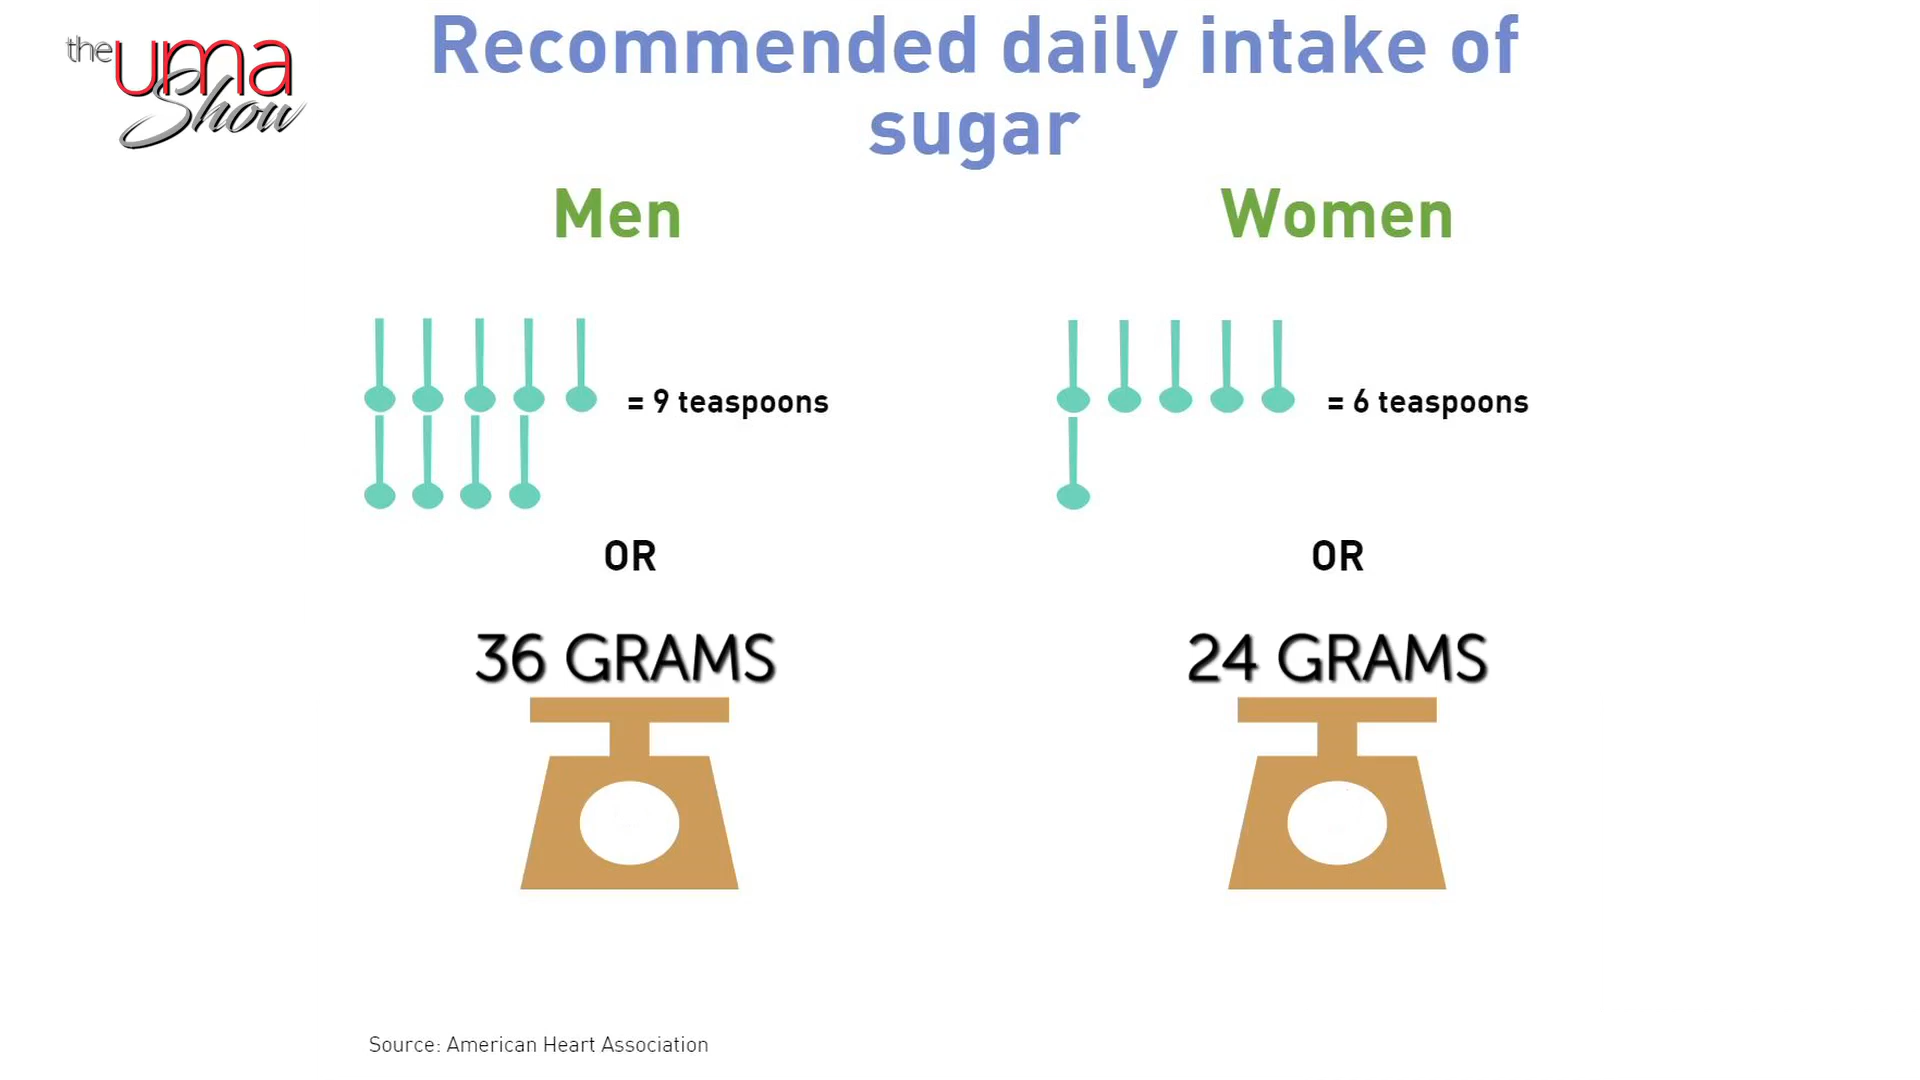 the uma
Show
Recommended daily intake of
sugar
Men
Women
= 9 teaspoons
= 6 teaspoons
OR
OR
36 GRAMS
24 GRAMS
Source: American Heart Association